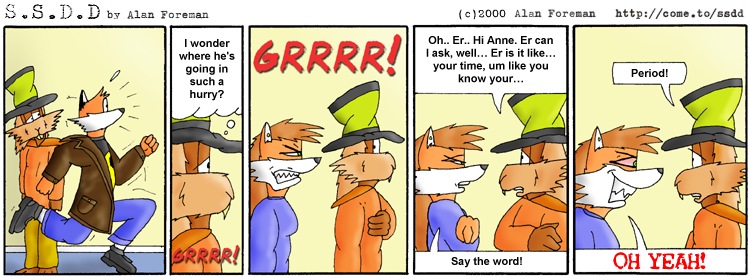 S.S.D.D by Alan Foreman (c)2000 Alan Foreman http://come.to/ssdd
I wonder
where he's
going in
such a
hurry?
GRRRR!
GRRRR!
Oh.. Er.. Hi Anne. Er can
I ask, well... Er is it like...
your time, um like you
know your...
Say the word!
Period!
OH YEAH!